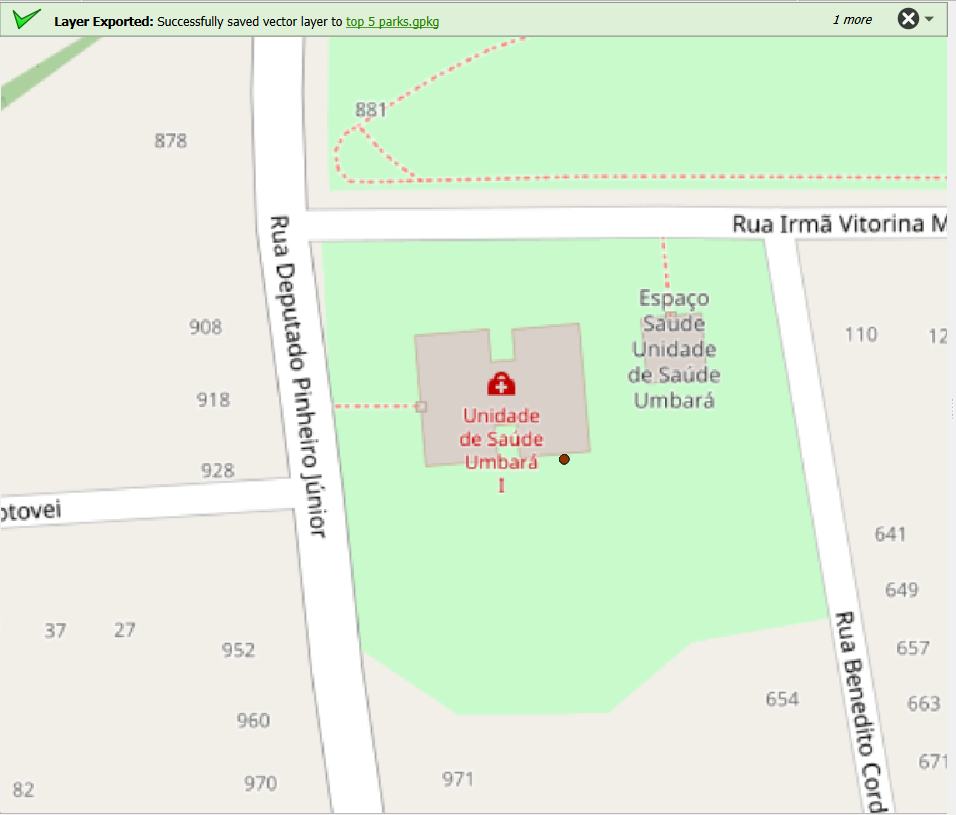 Layer Exported: Successfully saved vector layer to top 5 parks.gpkg
1 more
881
878
Rua Irmã Vitorina M
Rua Deputado Pinheiro Júnior
Espaço
Saúde
Unidade
de Saúde
Umbará
908
110
12
Unidade
de Saúde
Umbará
I
918
928
otovei
641
649
37
27
952
Rua Benedito Cord
657
654
663
960
671
970
971
82